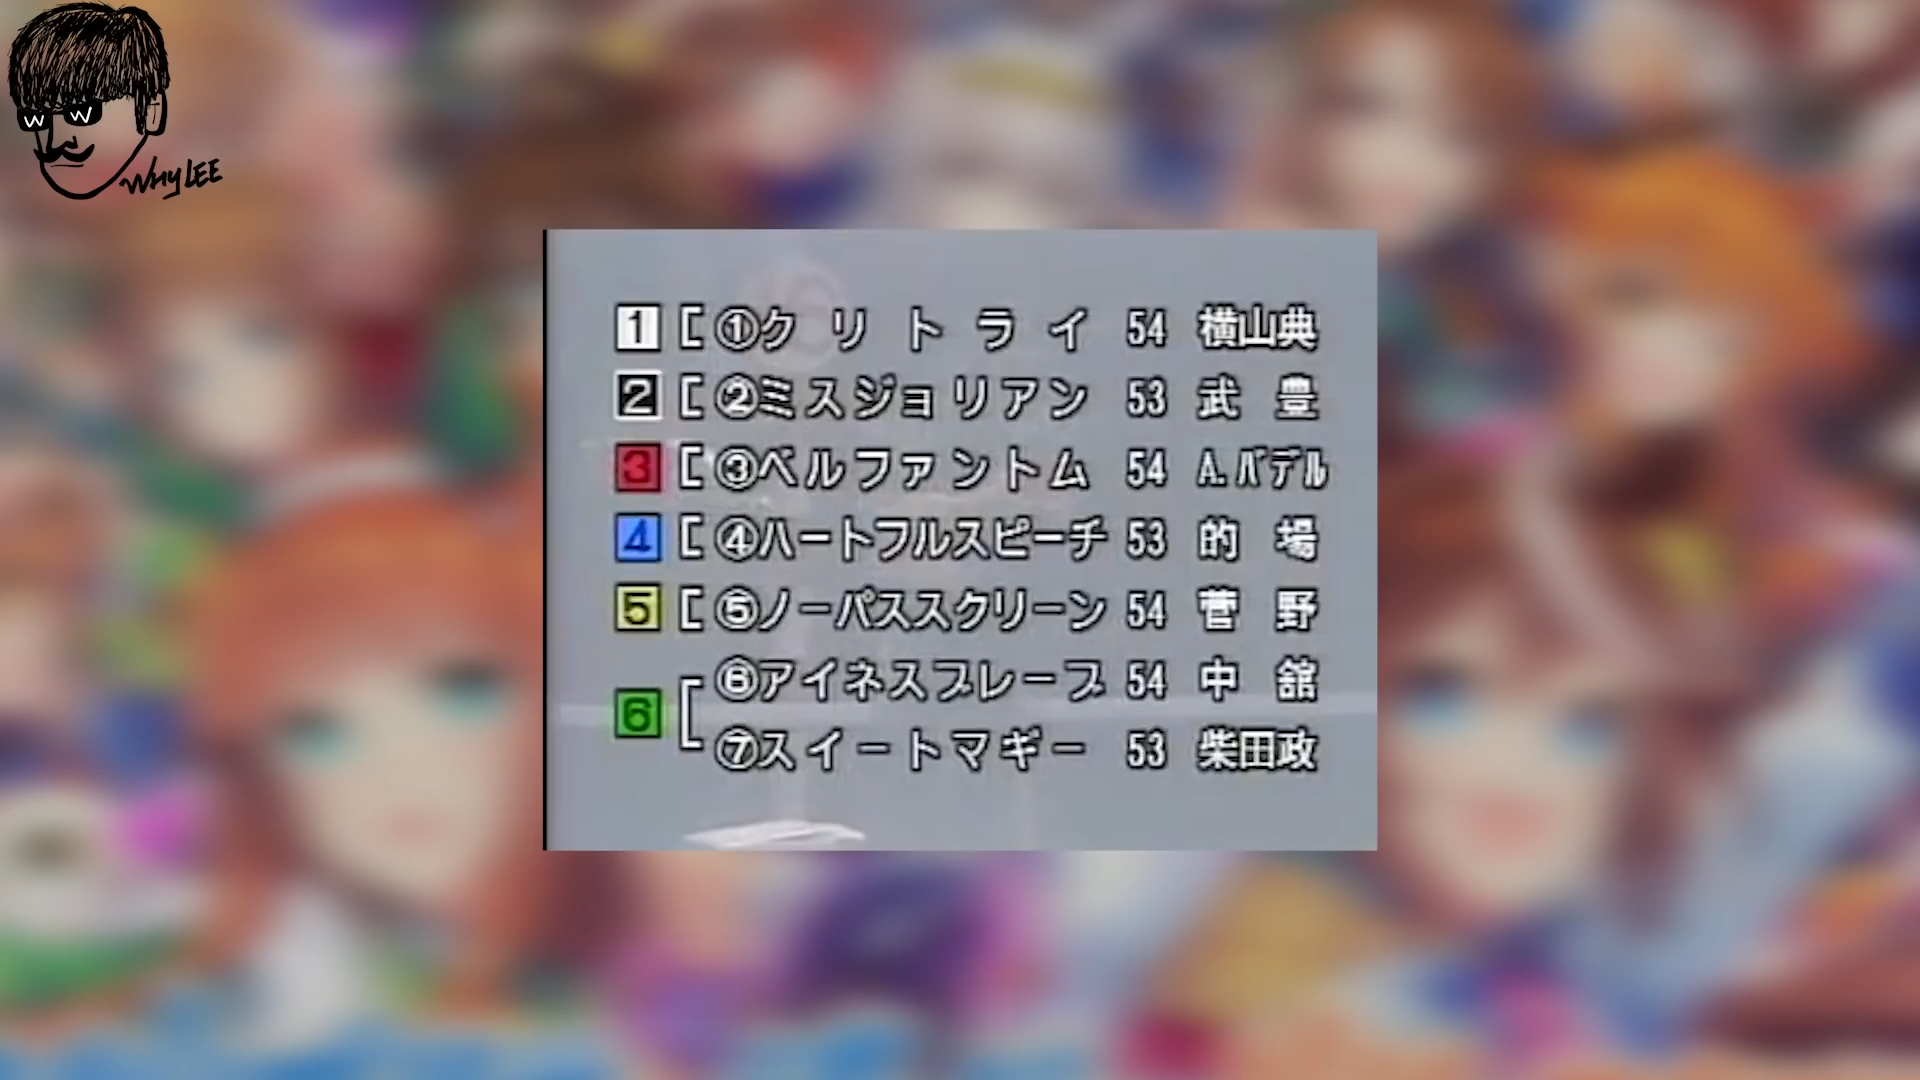 W W
WHYLEE
1 ①クリトライ 54 横山典
2 ②ミスジョリアン 53 武豊
3 ③ベルファントム 54 A.バデル
4 ④ハートフルスピーチ 53 的場
5 ⑤ノーパススクリーン 54 菅野
6 ⑥アイネスブレーブ 54 中舘
⑦スイートマギー 53 柴田政